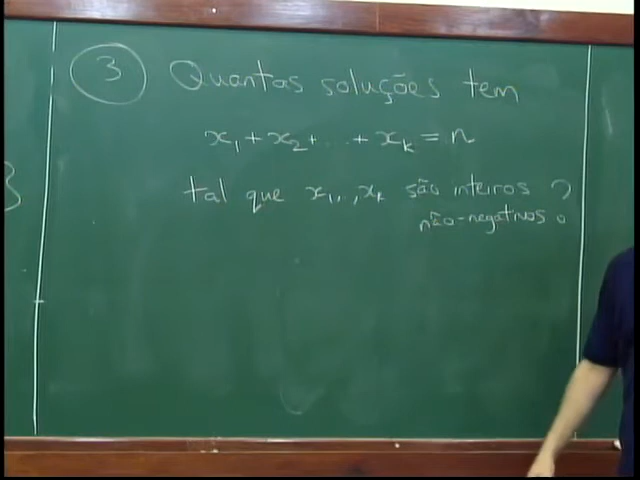 3 Quantas soluções tem
x₁+x₂+...+xₖ = n
tal que x₁,..,xₖ são inteiros ?
não-negativos